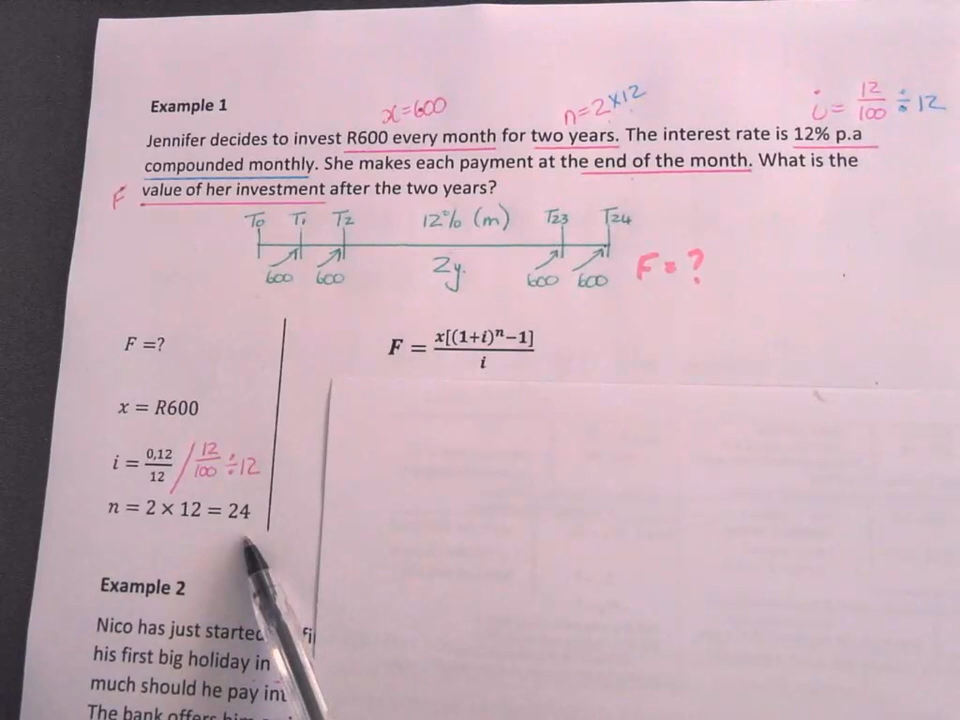 Example 1
x=600
n=2×12
i = 12/100 ÷ 12
Jennifer decides to invest R600 every month for two years. The interest rate is 12% p.a
compounded monthly. She makes each payment at the end of the month. What is the
F value of her investment after the two years?
T0 T1 T2 12% (m) T23 T24
600 600 2y. 600 600 F = ?
F =?
F = x[(1+i)ⁿ−1]/i
x = R600
i = 0,12/12 / 12/100 ÷ 12
n = 2 × 12 = 24
Example 2
Nico has just started
his first big holiday in
much should he pay
The bank offers